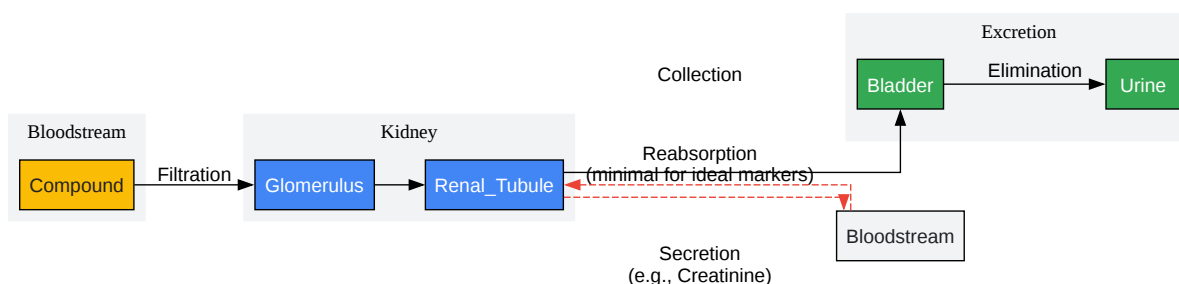 Excretion
Collection
Bladder
Elimination
Urine
Bloodstream
Kidney
Compound
Filtration
Glomerulus
Renal_Tubule
Reabsorption
(minimal for ideal markers)
Bloodstream
Secretion
(e.g., Creatinine)